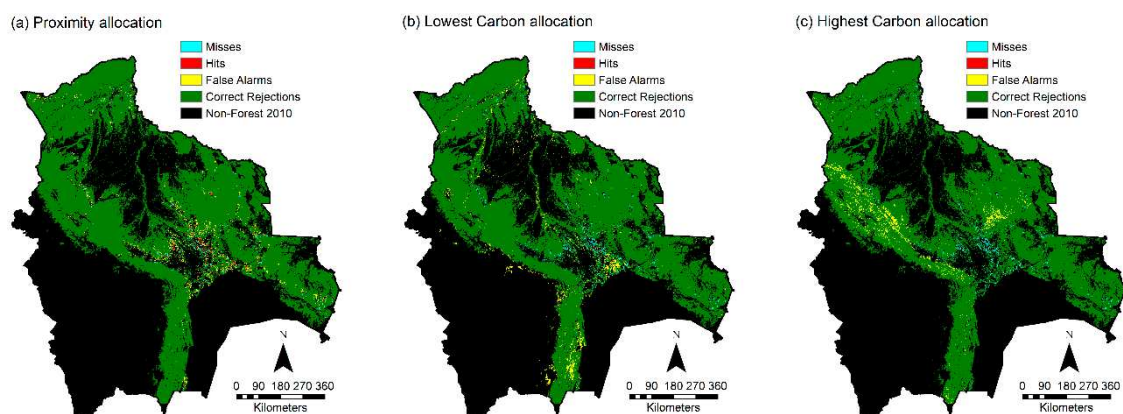 (a) Proximity allocation
(b) Lowest Carbon allocation
(c) Highest Carbon allocation
Misses
Hits
False Alarms
Correct Rejections
Non-Forest 2010
Misses
Hits
False Alarms
Correct Rejections
Non-Forest 2010
Misses
Hits
False Alarms
Correct Rejections
Non-Forest 2010
N
0 90 180 270 360
Kilometers
N
0 90 180 270 360
Kilometers
N
0 90 180 270 360
Kilometers